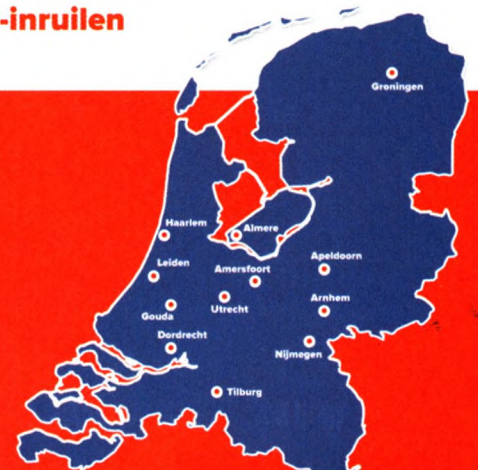 -inruilen
Groningen
Haarlem
Almere
Leiden
Amersfoort
Apeldoorn
Gouda
Utrecht
Arnhem
Dordrecht
Nijmegen
Tilburg